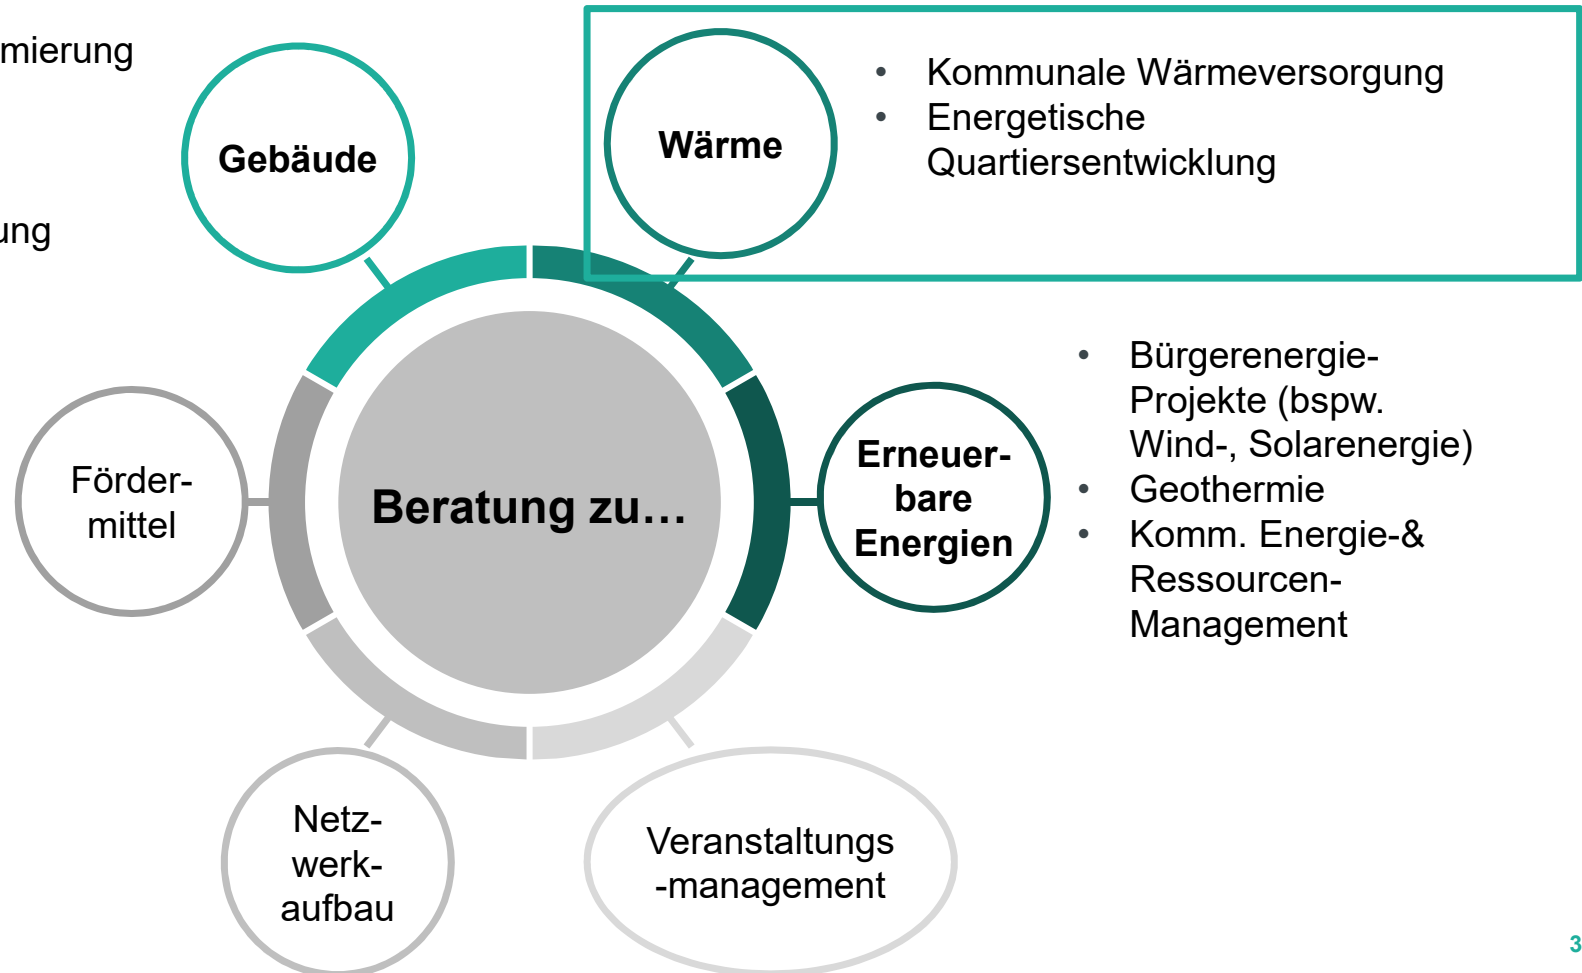 mierung
ung
Gebäude
Wärme
• Kommunale Wärmeversorgung
• Energetische
Quartiersentwicklung
Beratung zu…
Förder-
mittel
Erneuer-
bare
Energien
• Bürgerenergie-
Projekte (bspw.
Wind-, Solarenergie)
• Geothermie
• Komm. Energie-&
Ressourcen-
Management
Netz-
werk-
aufbau
Veranstaltungs
-management
3